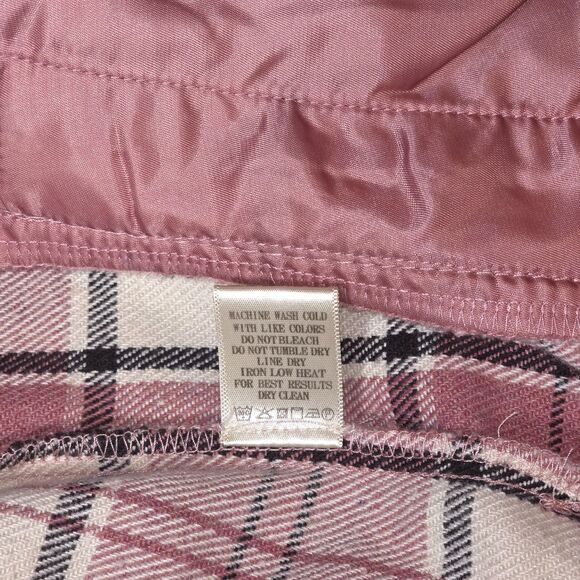 MACHINE WASH COLD
WITH LIKE COLORS
DO NOT BLEACH
DO NOT TUMBLE DRY
LINE DRY
IRON LOW HEAT
FOR BEST RESULTS
DRY CLEAN